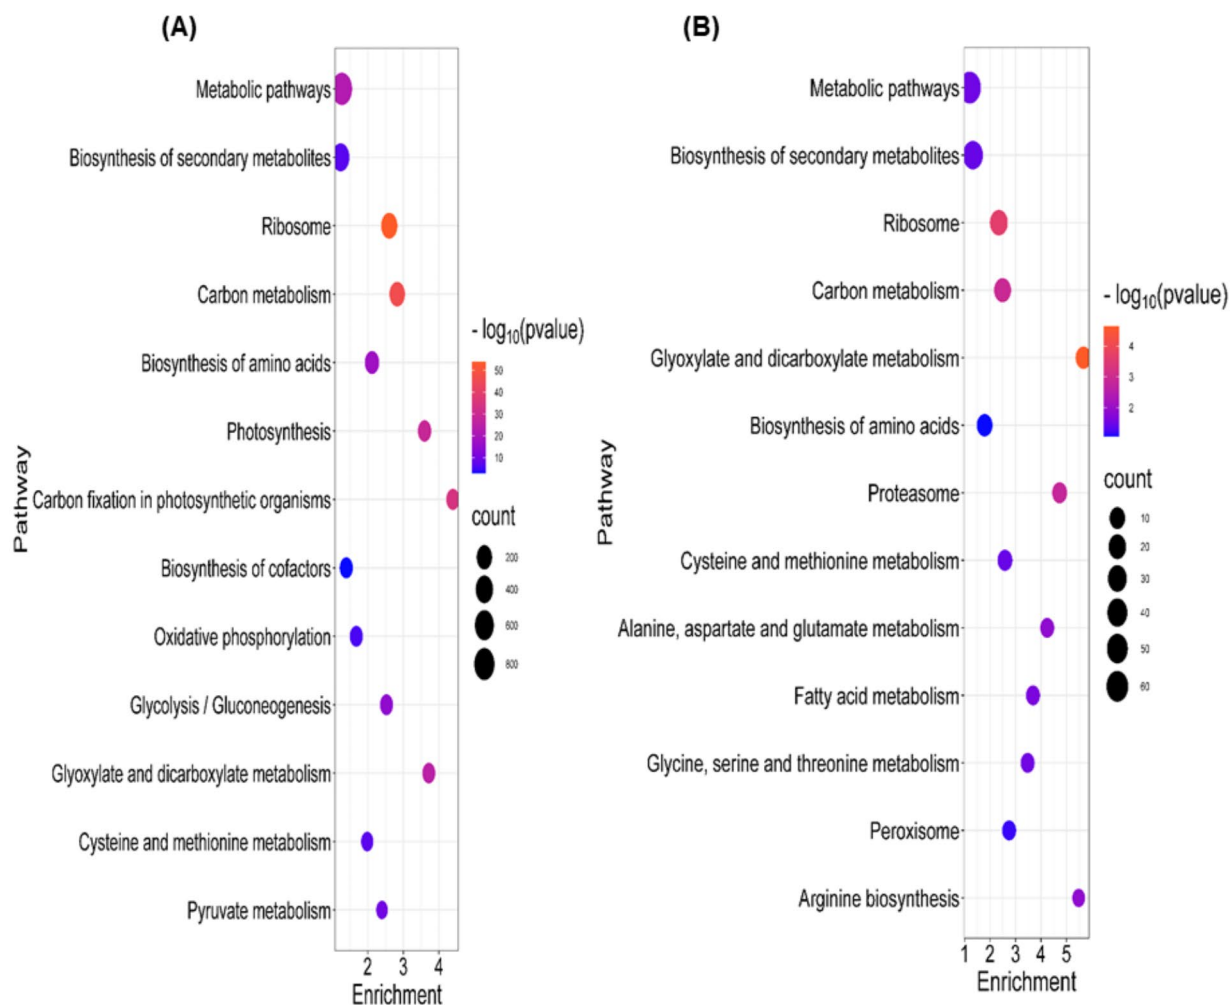 (A)
Metabolic pathways
Biosynthesis of secondary metabolites
Ribosome
Carbon metabolism
Biosynthesis of amino acids
Photosynthesis
Carbon fixation in photosynthetic organisms
Biosynthesis of cofactors
Oxidative phosphorylation
Glycolysis / Gluconeogenesis
Glyoxylate and dicarboxylate metabolism
Cysteine and methionine metabolism
Pyruvate metabolism
Pathway
2 3 4
Enrichment
- log10(pvalue)
50
40
30
20
10
count
200
400
600
800
(B)
Metabolic pathways
Biosynthesis of secondary metabolites
Ribosome
Carbon metabolism
Glyoxylate and dicarboxylate metabolism
Biosynthesis of amino acids
Proteasome
Cysteine and methionine metabolism
Alanine, aspartate and glutamate metabolism
Fatty acid metabolism
Glycine, serine and threonine metabolism
Peroxisome
Arginine biosynthesis
Pathway
1 2 3 4 5
Enrichment
- log10(pvalue)
4
3
2
count
10
20
30
40
50
60